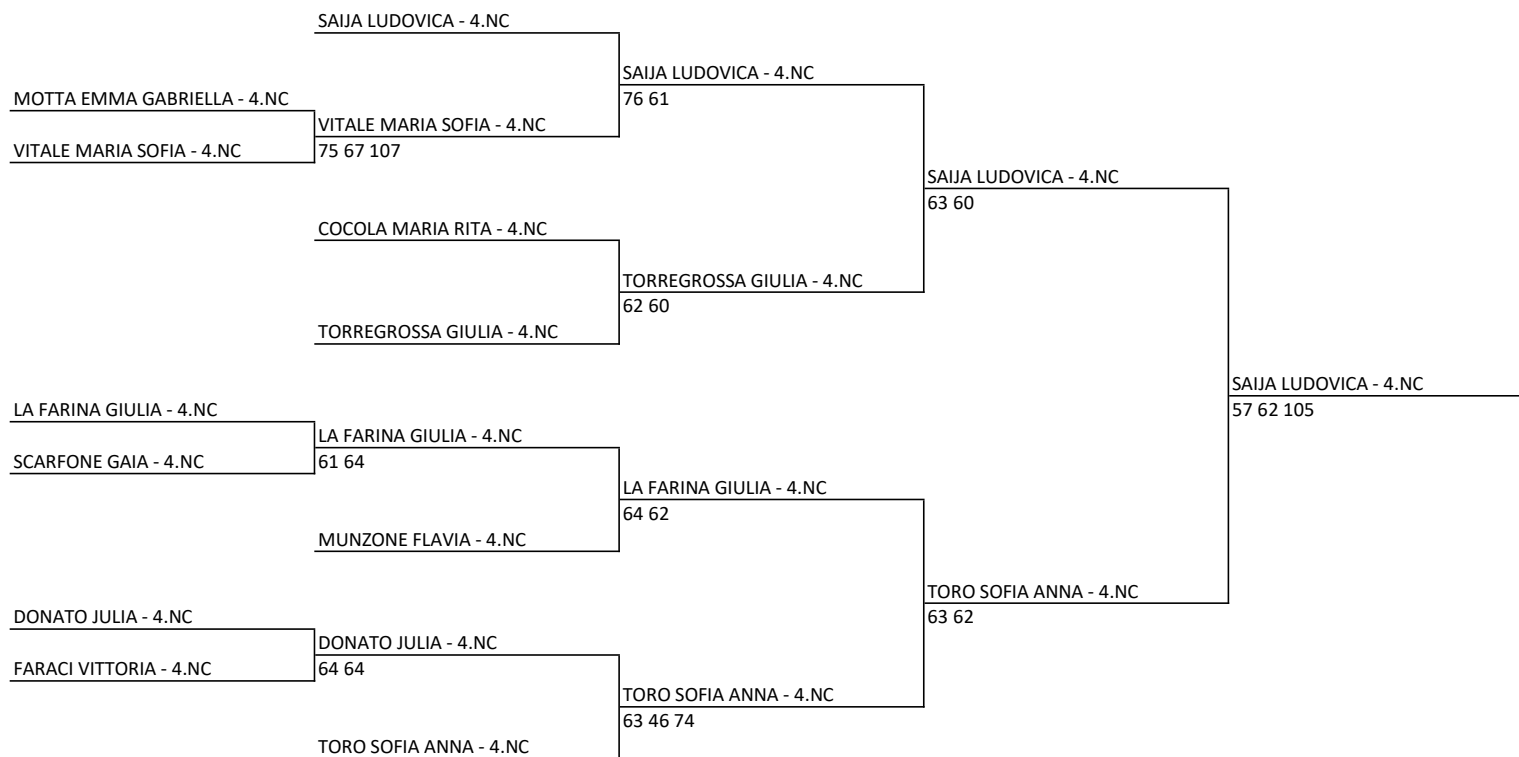 SAIJA LUDOVICA - 4.NC
SAIJA LUDOVICA - 4.NC
76 61
MOTTA EMMA GABRIELLA - 4.NC
VITALE MARIA SOFIA - 4.NC
75 67 107
VITALE MARIA SOFIA - 4.NC
SAIJA LUDOVICA - 4.NC
63 60
COCOLA MARIA RITA - 4.NC
TORREGROSSA GIULIA - 4.NC
62 60
TORREGROSSA GIULIA - 4.NC
SAIJA LUDOVICA - 4.NC
57 62 105
LA FARINA GIULIA - 4.NC
LA FARINA GIULIA - 4.NC
61 64
SCARFONE GAIA - 4.NC
LA FARINA GIULIA - 4.NC
64 62
MUNZONE FLAVIA - 4.NC
TORO SOFIA ANNA - 4.NC
63 62
DONATO JULIA - 4.NC
DONATO JULIA - 4.NC
64 64
FARACI VITTORIA - 4.NC
TORO SOFIA ANNA - 4.NC
63 46 74
TORO SOFIA ANNA - 4.NC